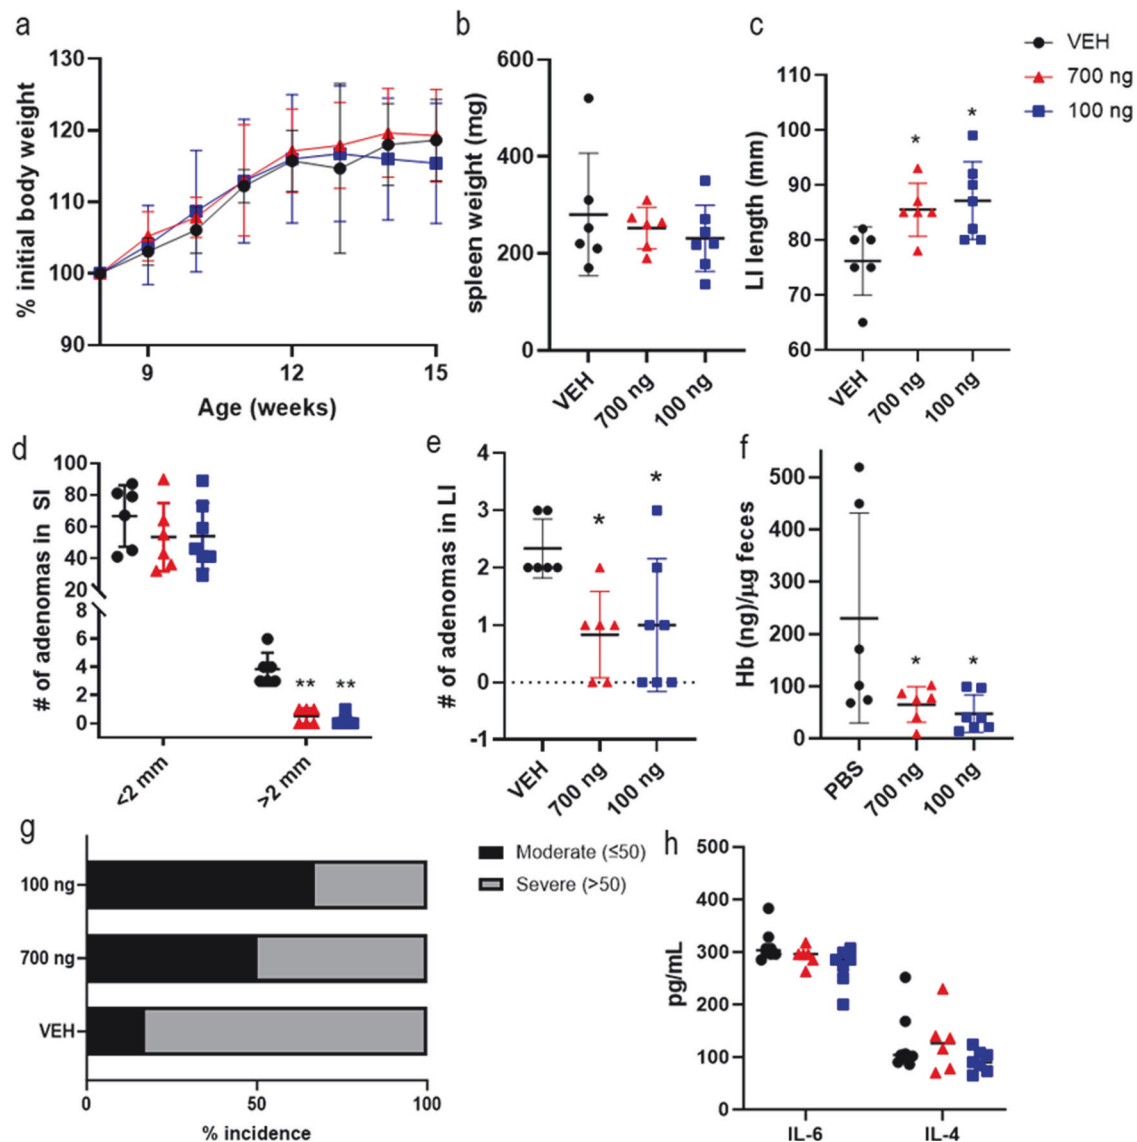 a
% initial body weight
130
120
110
100
90
9
12
15
Age (weeks)
b
spleen weight (mg)
600
400
200
0
VEH
700 ng
100 ng
c
LI length (mm)
110
100
90
80
70
60
*
*
VEH
700 ng
100 ng
VEH
700 ng
100 ng
d
# of adenomas in SI
100
80
60
40
20
8
6
4
2
0
**
**
<2 mm
>2 mm
e
# of adenomas in LI
4
3
2
1
0
-1
*
*
VEH
700 ng
100 ng
f
Hb (ng)/µg feces
500
400
300
200
100
0
*
*
PBS
700 ng
100 ng
g
100 ng
700 ng
VEH
0
50
100
% incidence
Moderate (≤50)
Severe (>50)
h
pg/mL
500
400
300
200
100
0
IL-6
IL-4